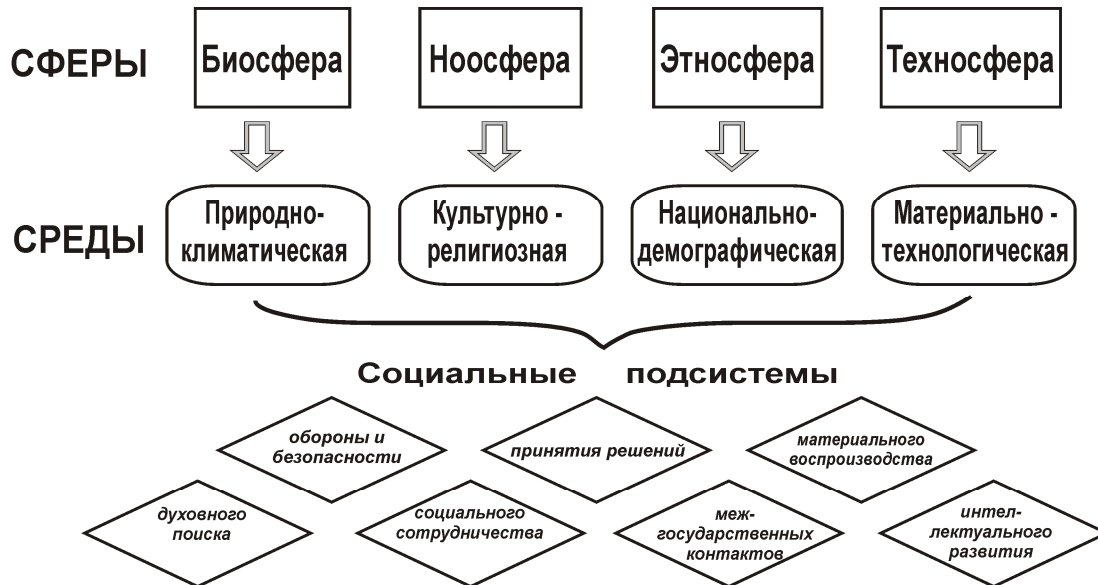 СФЕРЫ
Биосфера
Ноосфера
Этносфера
Техносфера
СРЕДЫ
Природно-
климатическая
Культурно -
религиозная
Национально-
демографическая
Материально -
технологическая
Социальные подсистемы
обороны и
безопасности
принятия решений
материального
воспроизводства
духовного
поиска
социального
сотрудничества
меж-
государственных
контактов
интел-
лектуального
развития